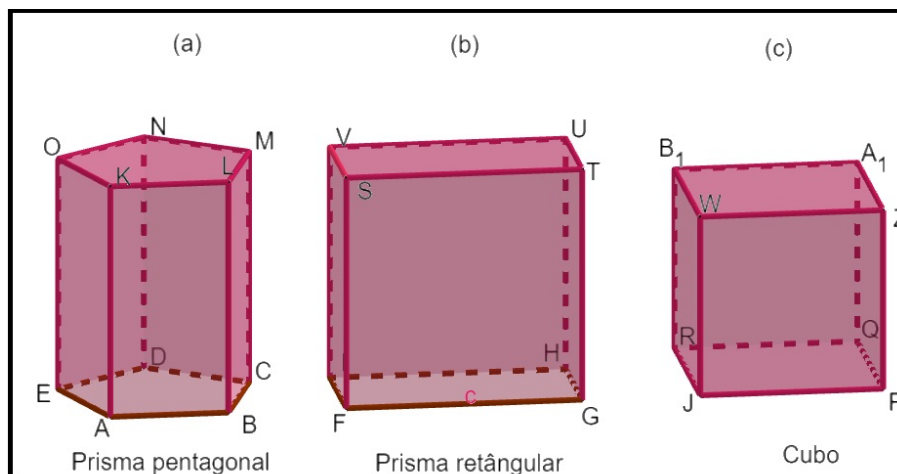 (a)
(b)
(c)
N
O
M
K
L
D
E
C
A
B
Prisma pentagonal
V
U
S
T
H
F
c
G
Prisma retângular
B1
A1
W
Z
R
Q
J
Cubo